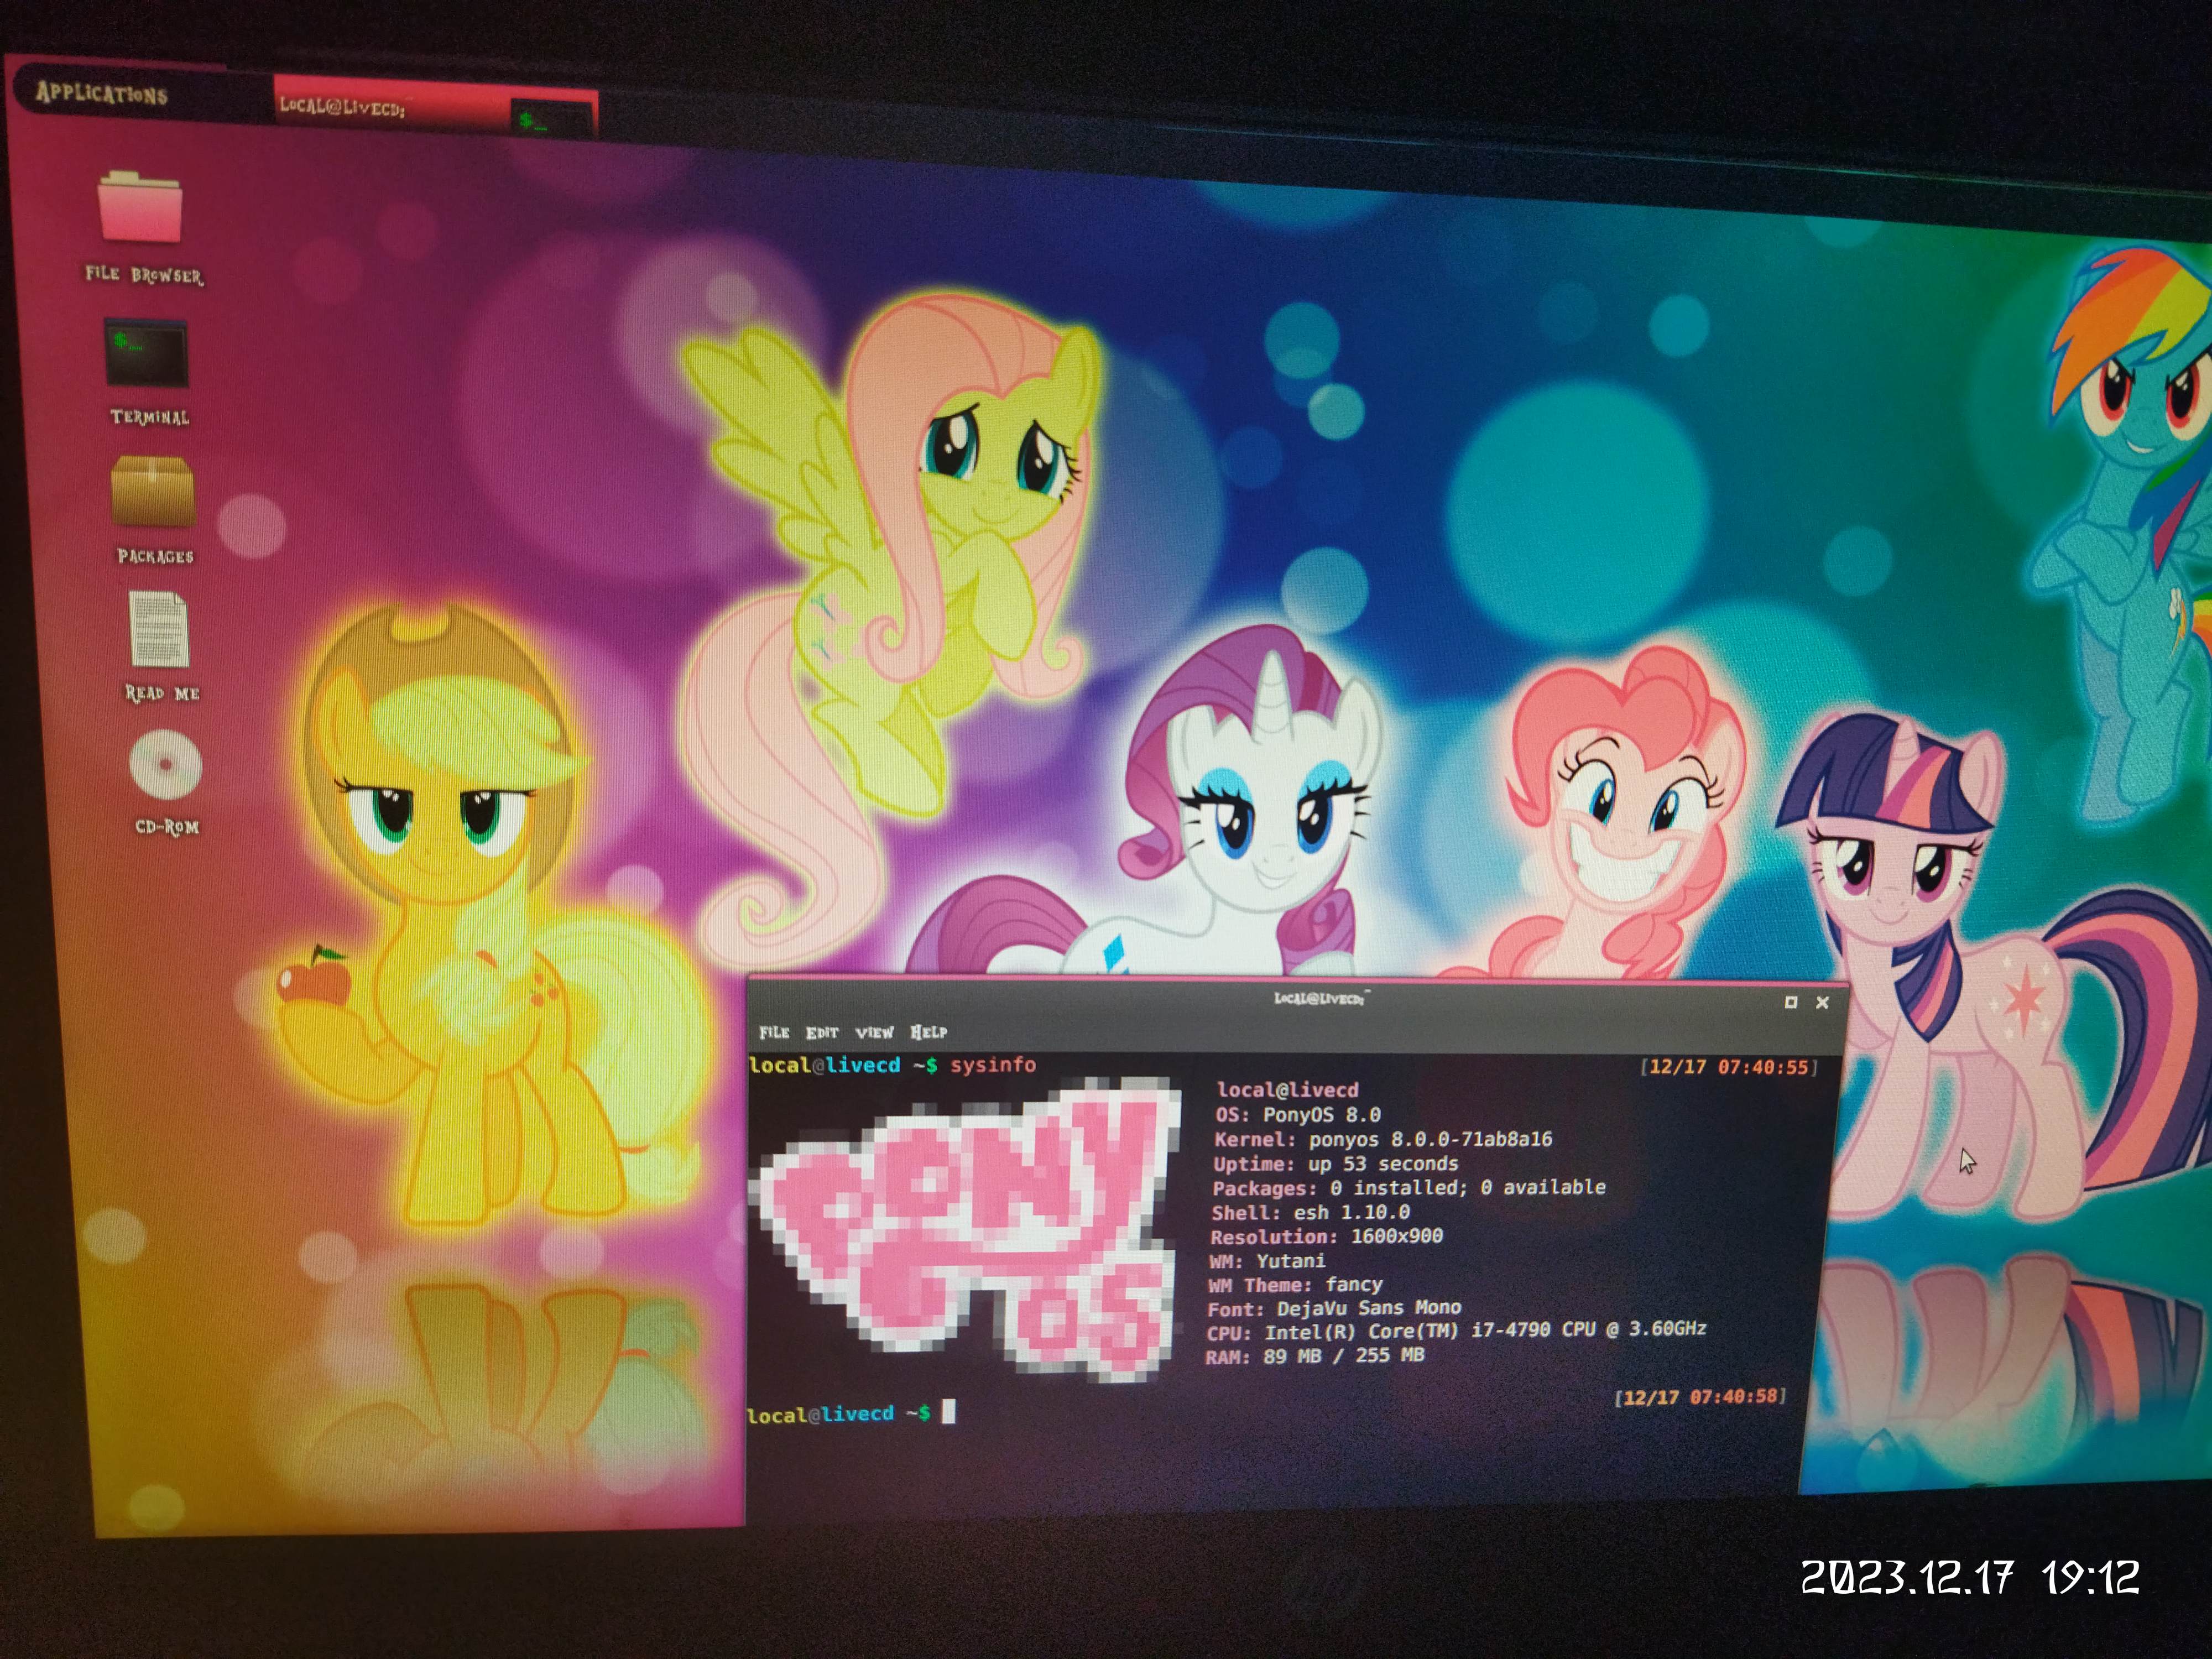 Applications
local@livecd:~
$_
File Browser
$_
Terminal
Packages
Read Me
CD-ROM
local@livecd:~
File Edit View Help
local@livecd ~$ sysinfo [12/17 07:40:55]
PONY
OS
local@livecd
OS: PonyOS 8.0
Kernel: ponyos 8.0.0-71ab8a16
Uptime: up 53 seconds
Packages: 0 installed; 0 available
Shell: esh 1.10.0
Resolution: 1600x900
WM: Yutani
WM Theme: fancy
Font: DejaVu Sans Mono
CPU: Intel(R) Core(TM) i7-4790 CPU @ 3.60GHz
RAM: 89 MB / 255 MB
[12/17 07:40:58]
local@livecd ~$
2023.12.17 19:12